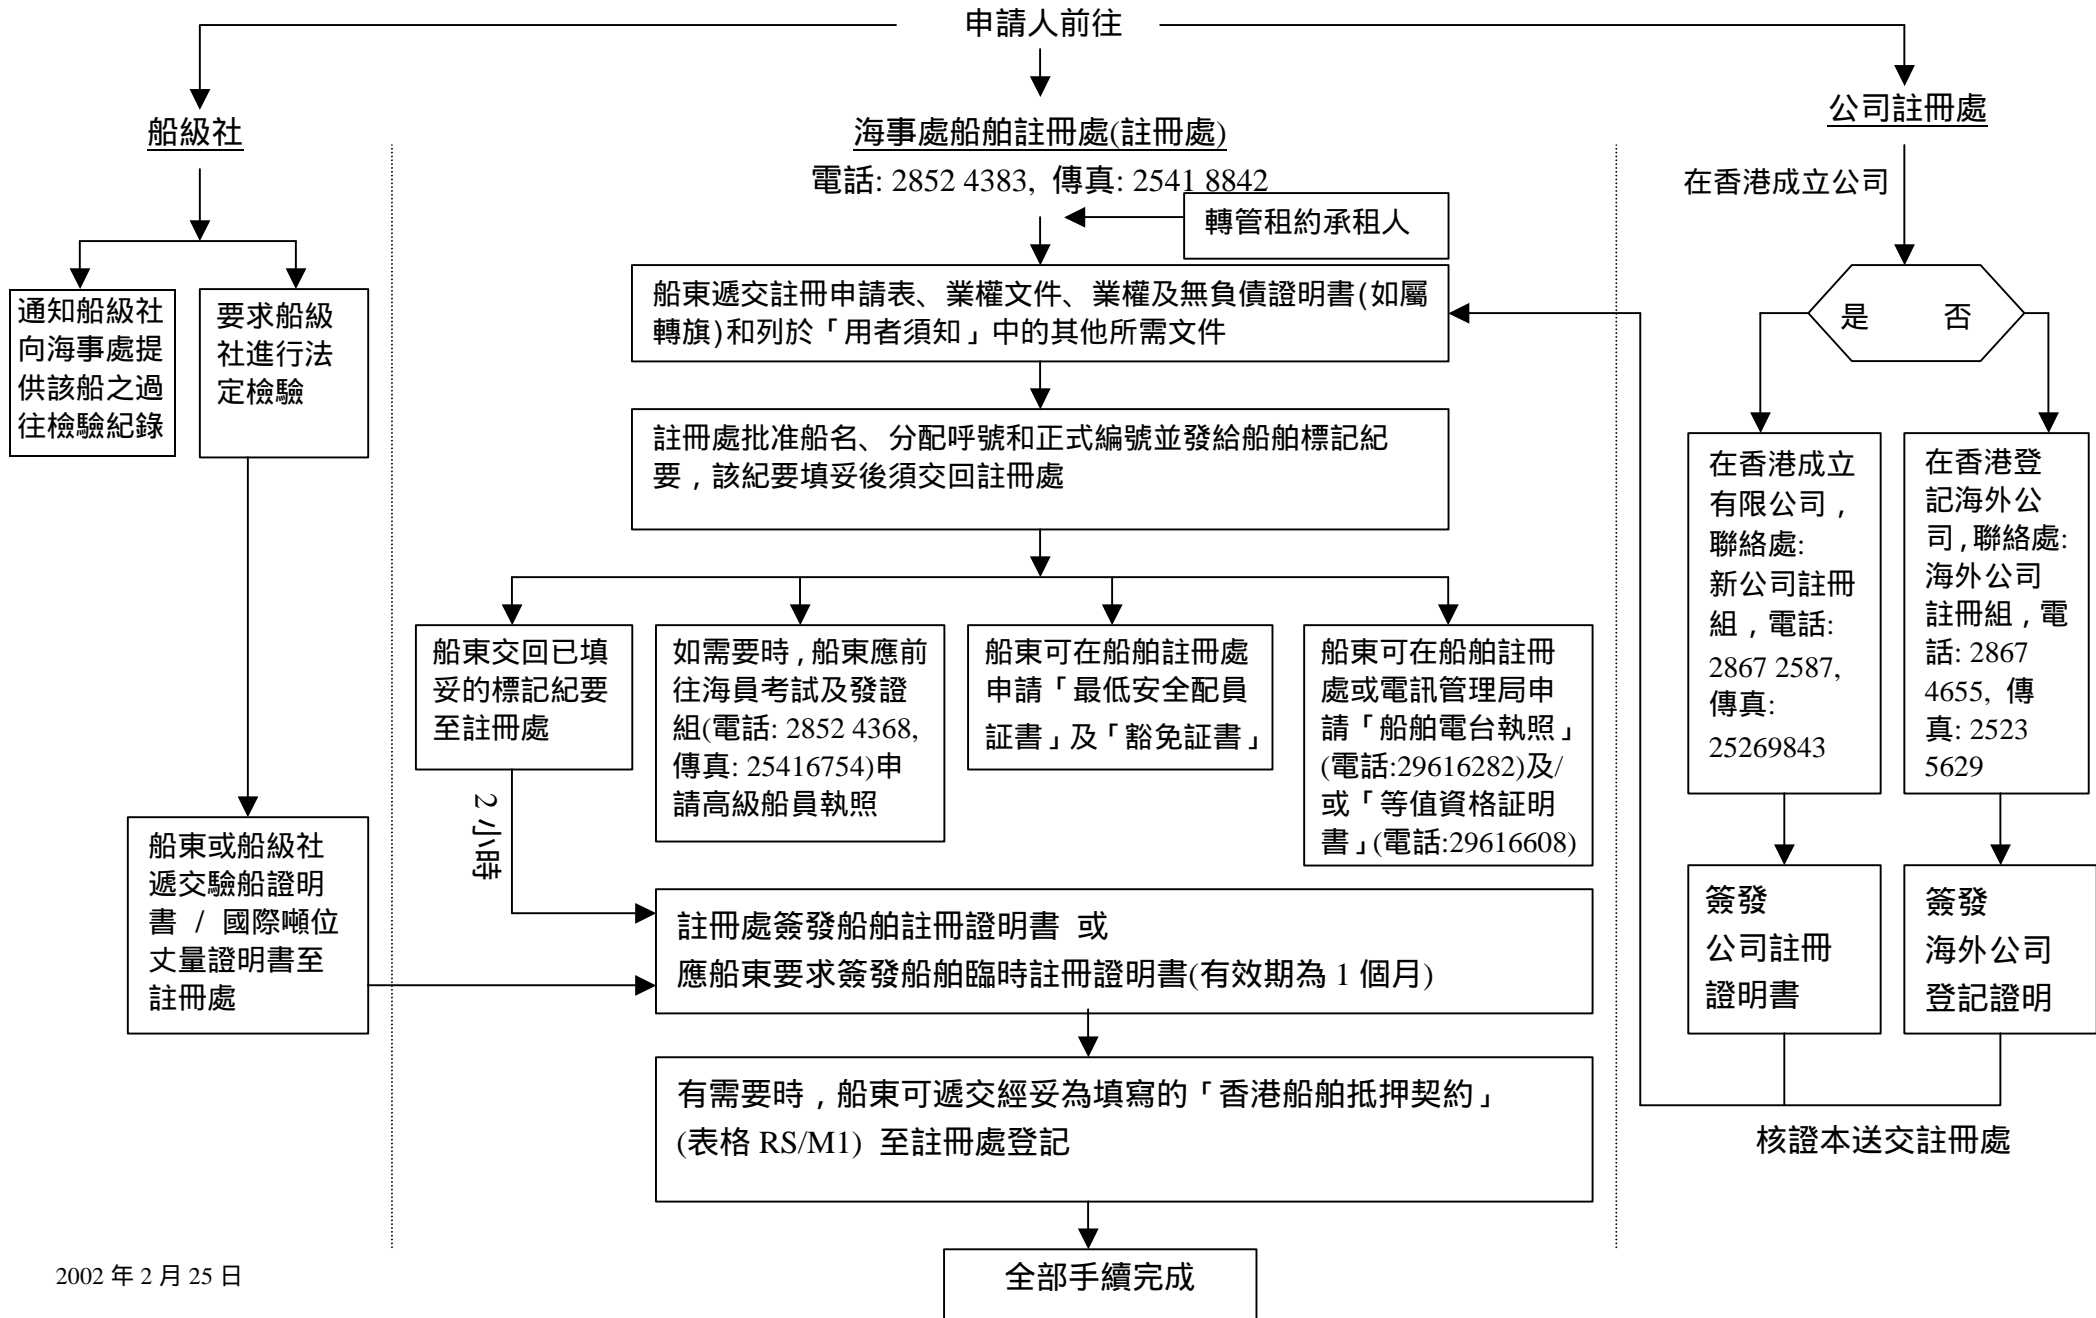 申請人前往
船級社
通知船級社
向海事處提
供該船之過
往檢驗紀錄
要求船級
社進行法
定檢驗
船東或船級社
遞交驗船證明
書 / 國際噸位
丈量證明書至
註冊處
海事處船舶註冊處(註冊處)
電話: 2852 4383, 傳真: 2541 8842
轉管租約承租人
船東遞交註冊申請表、業權文件、業權及無負債證明書(如屬
轉旗)和列於「用者須知」中的其他所需文件
註冊處批准船名、分配呼號和正式編號並發給船舶標記紀
要，該紀要填妥後須交回註冊處
船東交回已填
妥的標記紀要
至註冊處
2小時
如需要時，船東應前
往海員考試及發證
組(電話: 2852 4368,
傳真: 25416754)申
請高級船員執照
船東可在船舶註冊處
申請「最低安全配員
証書」及「豁免証書」
船東可在船舶註冊
處或電訊管理局申
請「船舶電台執照」
(電話:29616282)及/
或「等值資格証明
書」(電話:29616608)
註冊處簽發船舶註冊證明書 或
應船東要求簽發船舶臨時註冊證明書(有效期為 1 個月)
有需要時，船東可遞交經妥為填寫的「香港船舶抵押契約」
(表格 RS/M1) 至註冊處登記
全部手續完成
公司註冊處
在香港成立公司
是 否
在香港成立
有限公司，
聯絡處:
新公司註冊
組，電話:
2867 2587,
傳真:
25269843
簽發
公司註冊
證明書
在香港登
記海外公
司，聯絡處:
海外公司
註冊組，電
話: 2867
4655, 傳
真: 2523
5629
簽發
海外公司
登記證明
核證本送交註冊處
2002 年 2 月 25 日